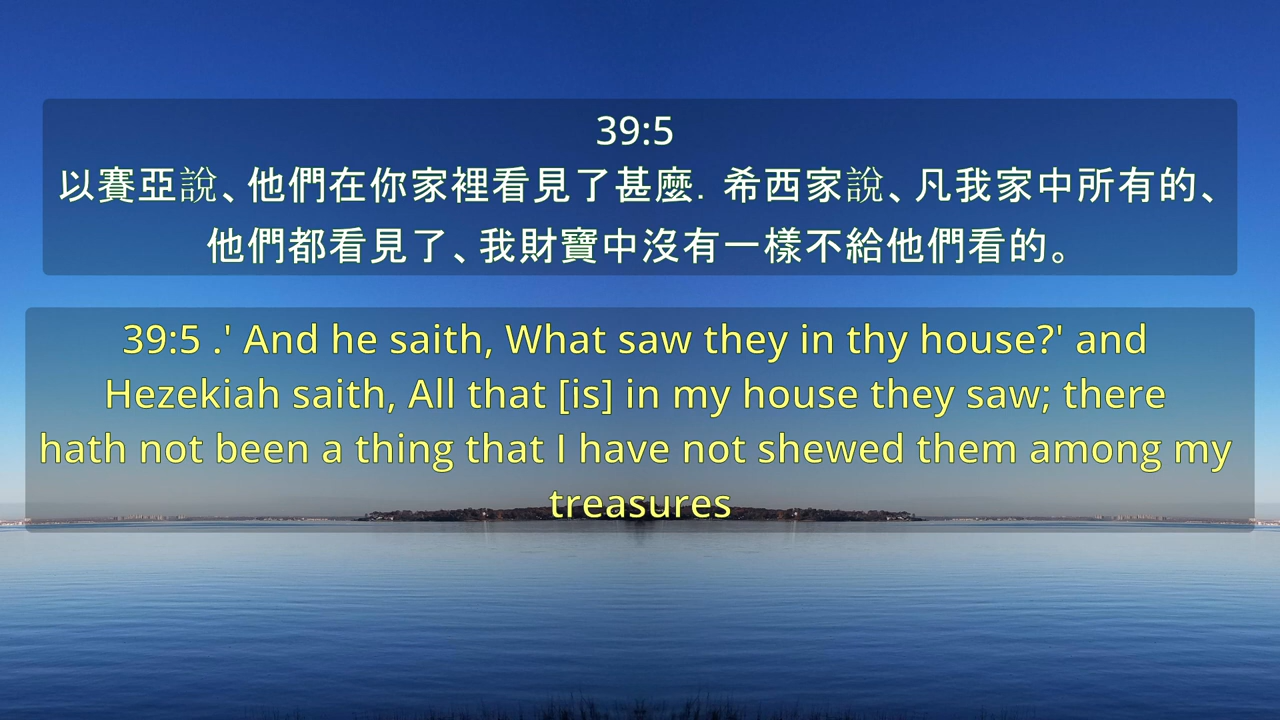 39:5
以賽亞說、他們在你家裡看見了甚麼. 希西家說、凡我家中所有的、
他們都看見了、我財寶中沒有一樣不給他們看的。
39:5 .' And he saith, What saw they in thy house?' and
Hezekiah saith, All that [is] in my house they saw; there
hath not been a thing that I have not shewed them among my
treasures